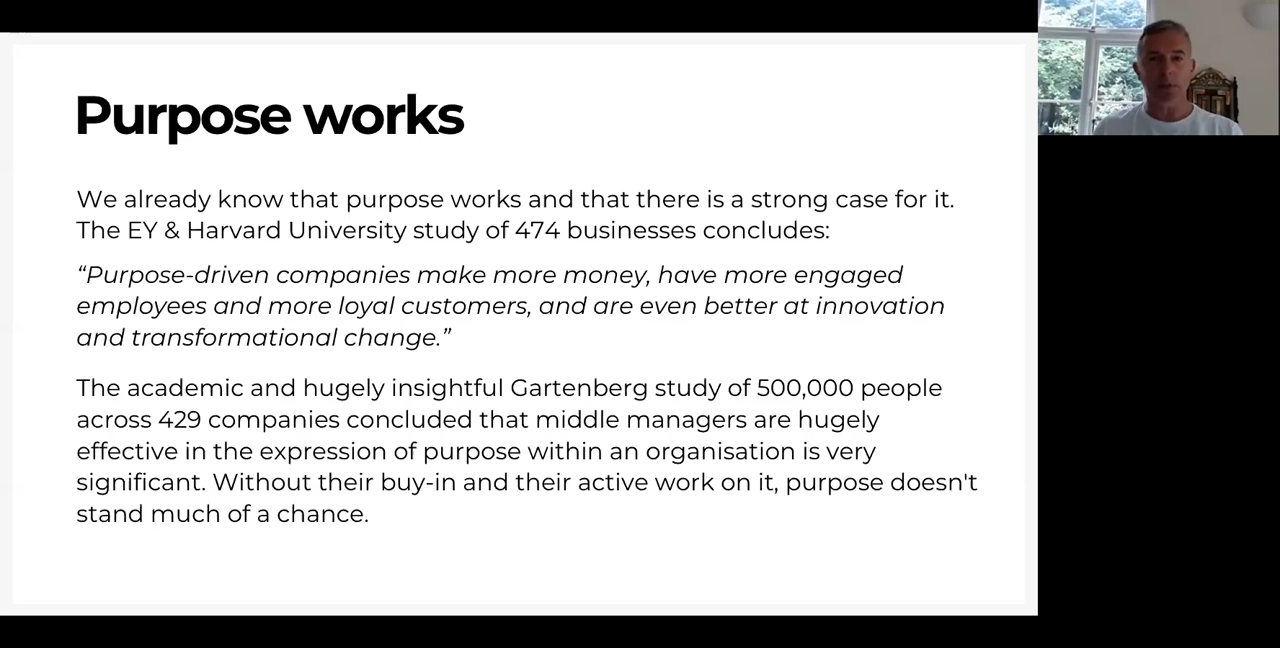 Purpose works
We already know that purpose works and that there is a strong case for it.
The EY & Harvard University study of 474 businesses concludes:
“Purpose-driven companies make more money, have more engaged
employees and more loyal customers, and are even better at innovation
and transformational change.”
The academic and hugely insightful Gartenberg study of 500,000 people
across 429 companies concluded that middle managers are hugely
effective in the expression of purpose within an organisation is very
significant. Without their buy-in and their active work on it, purpose doesn't
stand much of a chance.